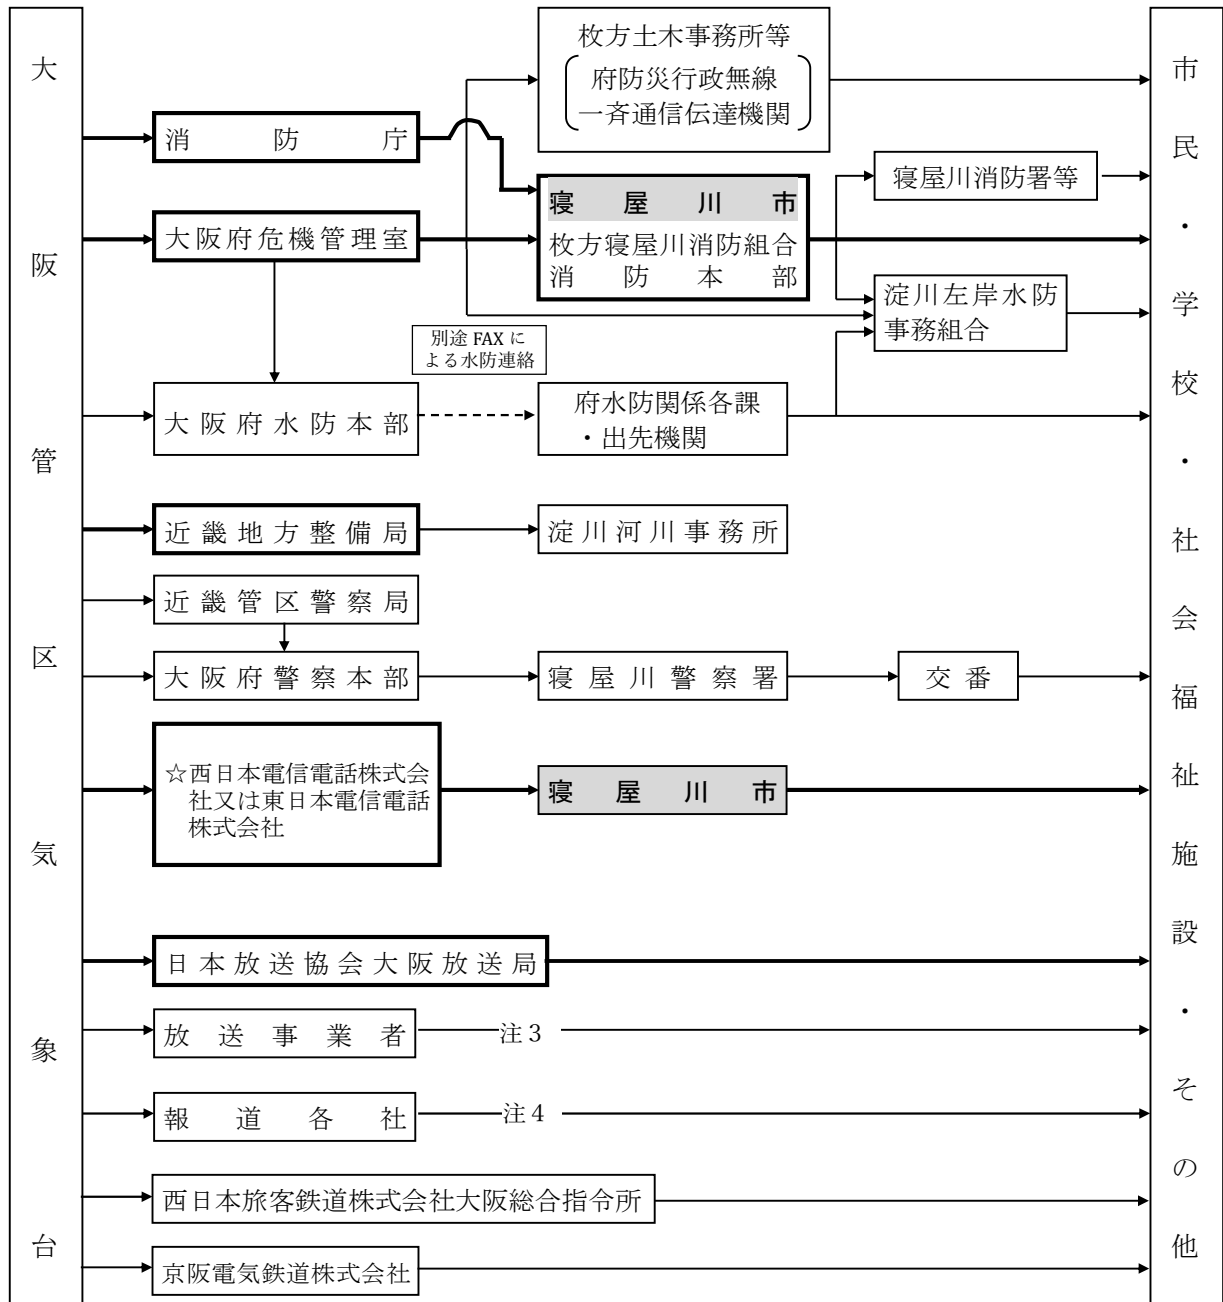 大阪管区気象台
枚方土木事務所等
府防災行政無線
一斉通信伝達機関
消防庁
寝屋川消防署等
寝屋川市
大阪府危機管理室
枚方寝屋川消防組合
消防本部
淀川左岸水防
事務組合
別途 FAX に
よる水防連絡
大阪府水防本部
府水防関係各課
・出先機関
近畿地方整備局
淀川河川事務所
近畿管区警察局
大阪府警察本部
寝屋川警察署
交番
☆西日本電信電話株式会
社又は東日本電信電話
株式会社
寝屋川市
日本放送協会大阪放送局
放送事業者
注３
報道各社
注４
西日本旅客鉄道株式会社大阪総合指令所
京阪電気鉄道株式会社
市民・学校・社会福祉施設・その他